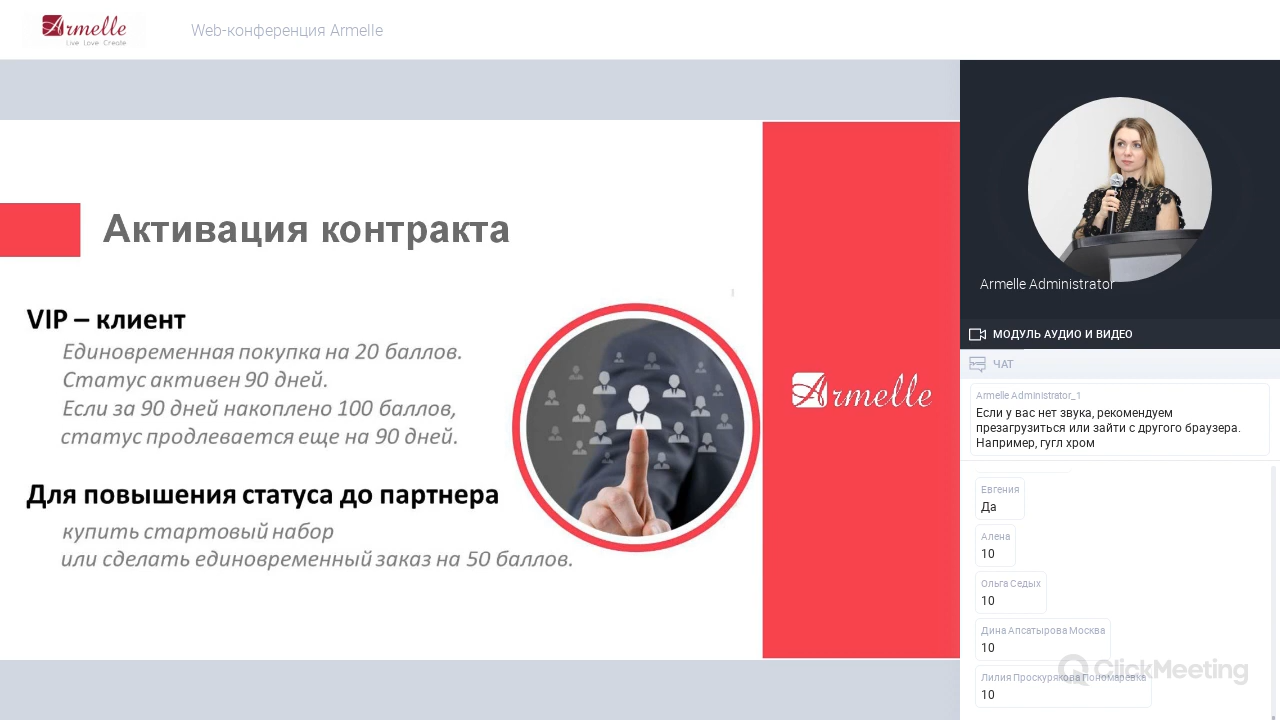 Armelle
Live Love Create
Web-конференция Armelle
Активация контракта
VIP – клиент
Единовременная покупка на 20 баллов.
Статус активен 90 дней.
Если за 90 дней накоплено 100 баллов,
статус продлевается еще на 90 дней.
Для повышения статуса до партнера
купить стартовый набор
или сделать единовременный заказ на 50 баллов.
Armelle
Armelle Administrator
МОДУЛЬ АУДИО И ВИДЕО
ЧАТ
Armelle Administrator_1
Если у вас нет звука, рекомендуем
презагрузиться или зайти с другого браузера.
Например, гугл хром
Евгения
Да
Алена
10
Ольга Седых
10
Дина Апсатырова Москва
10
Лилия Проскурякова Пономаревка
10
ClickMeeting